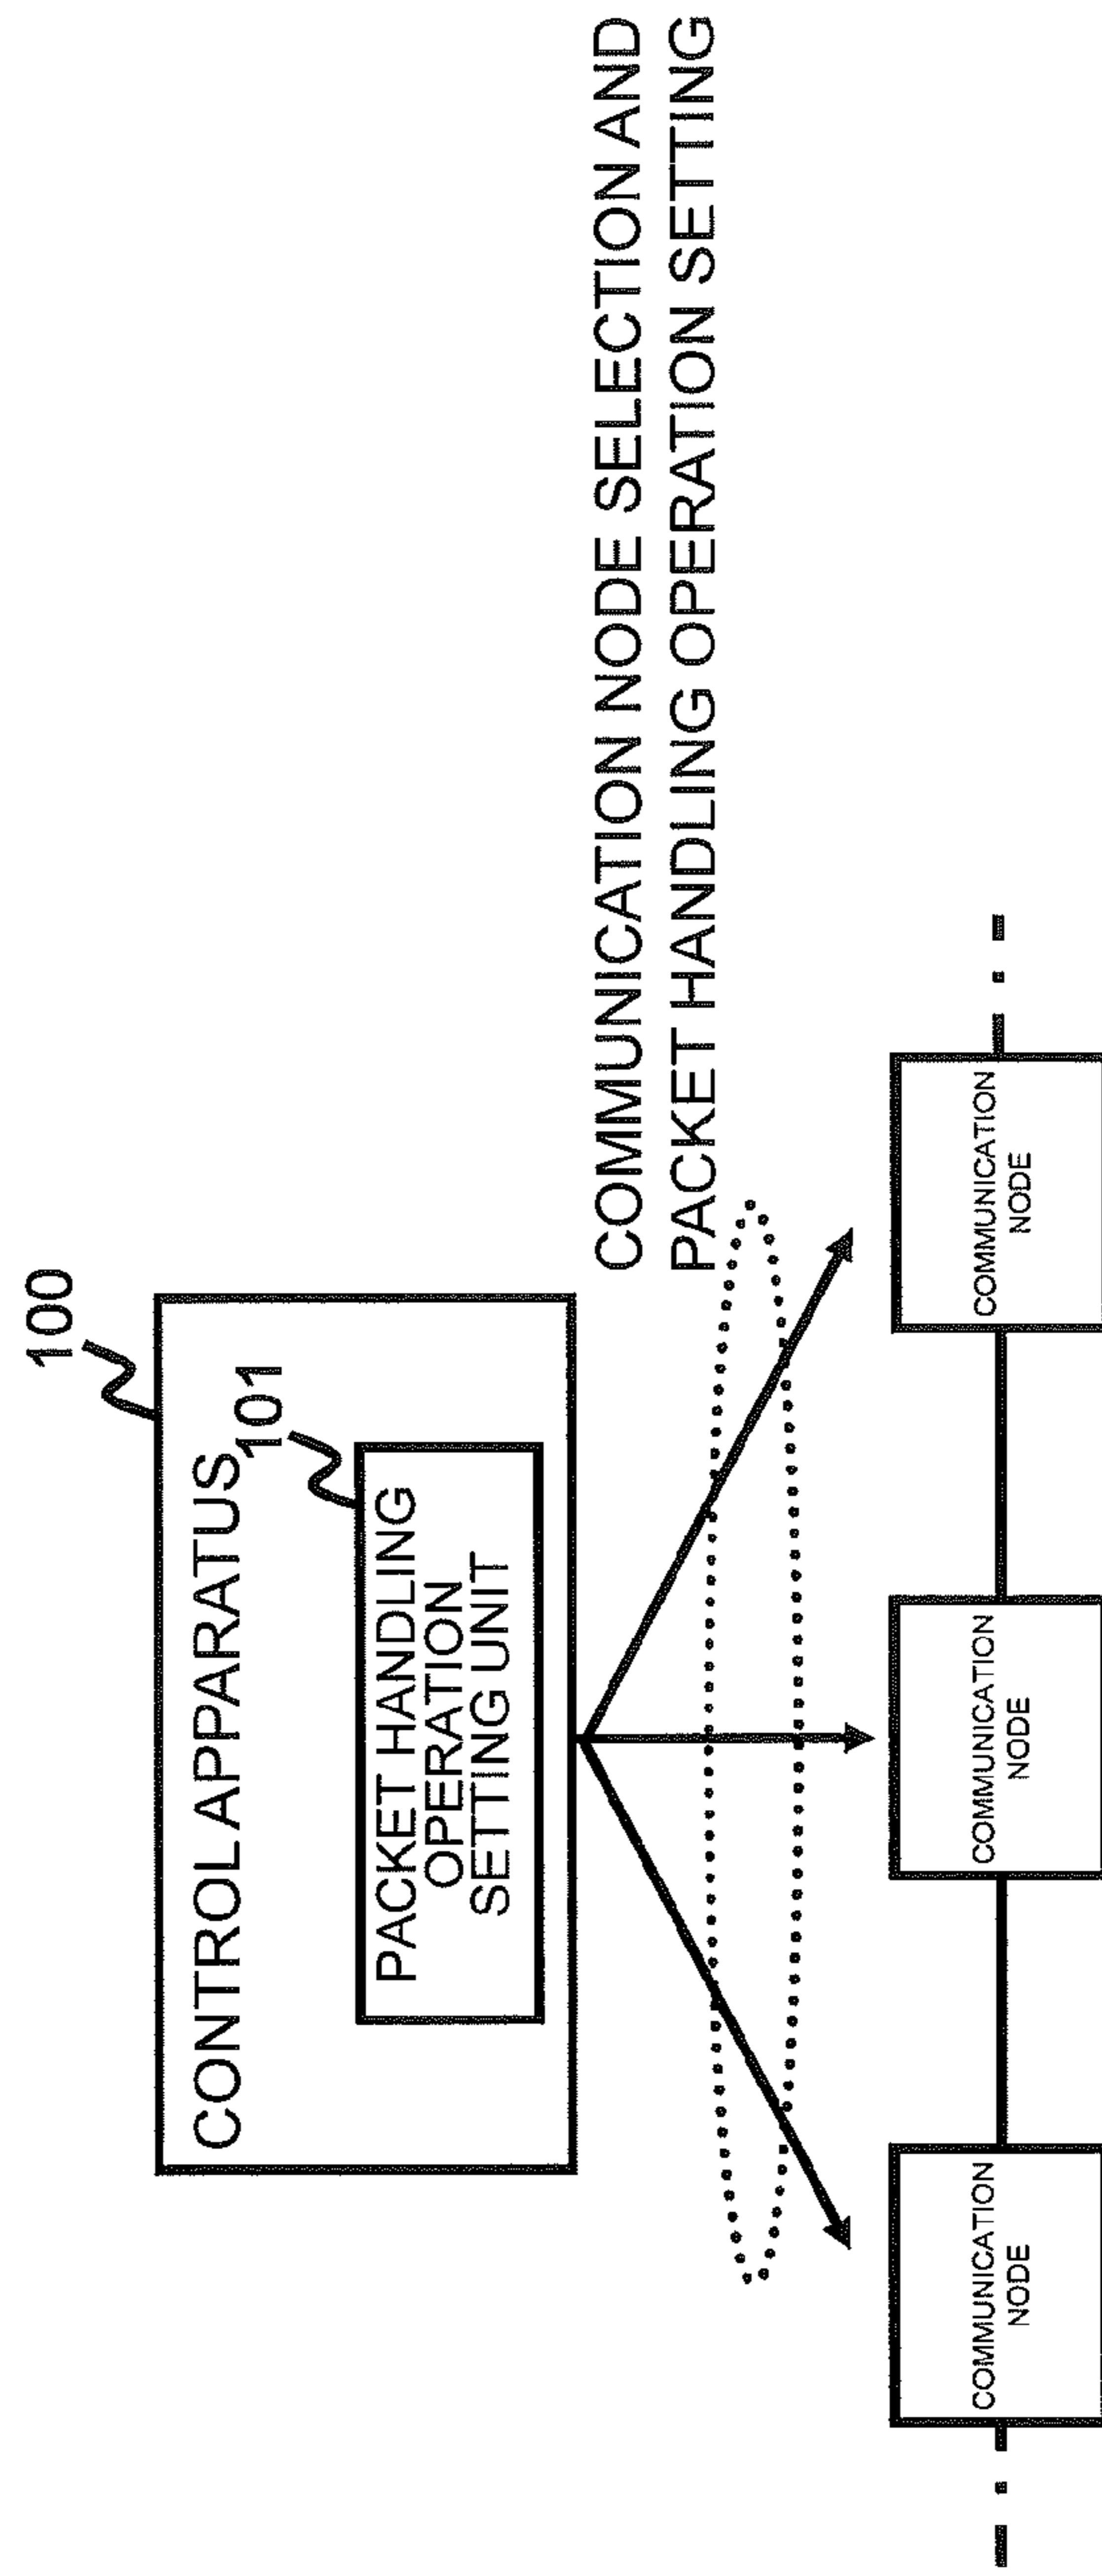 100
CONTROL APPARATUS
101
PACKET HANDLING
OPERATION
SETTING UNIT
COMMUNICATION NODE SELECTION AND
PACKET HANDLING OPERATION SETTING
COMMUNICATION
NODE
COMMUNICATION
NODE
COMMUNICATION
NODE